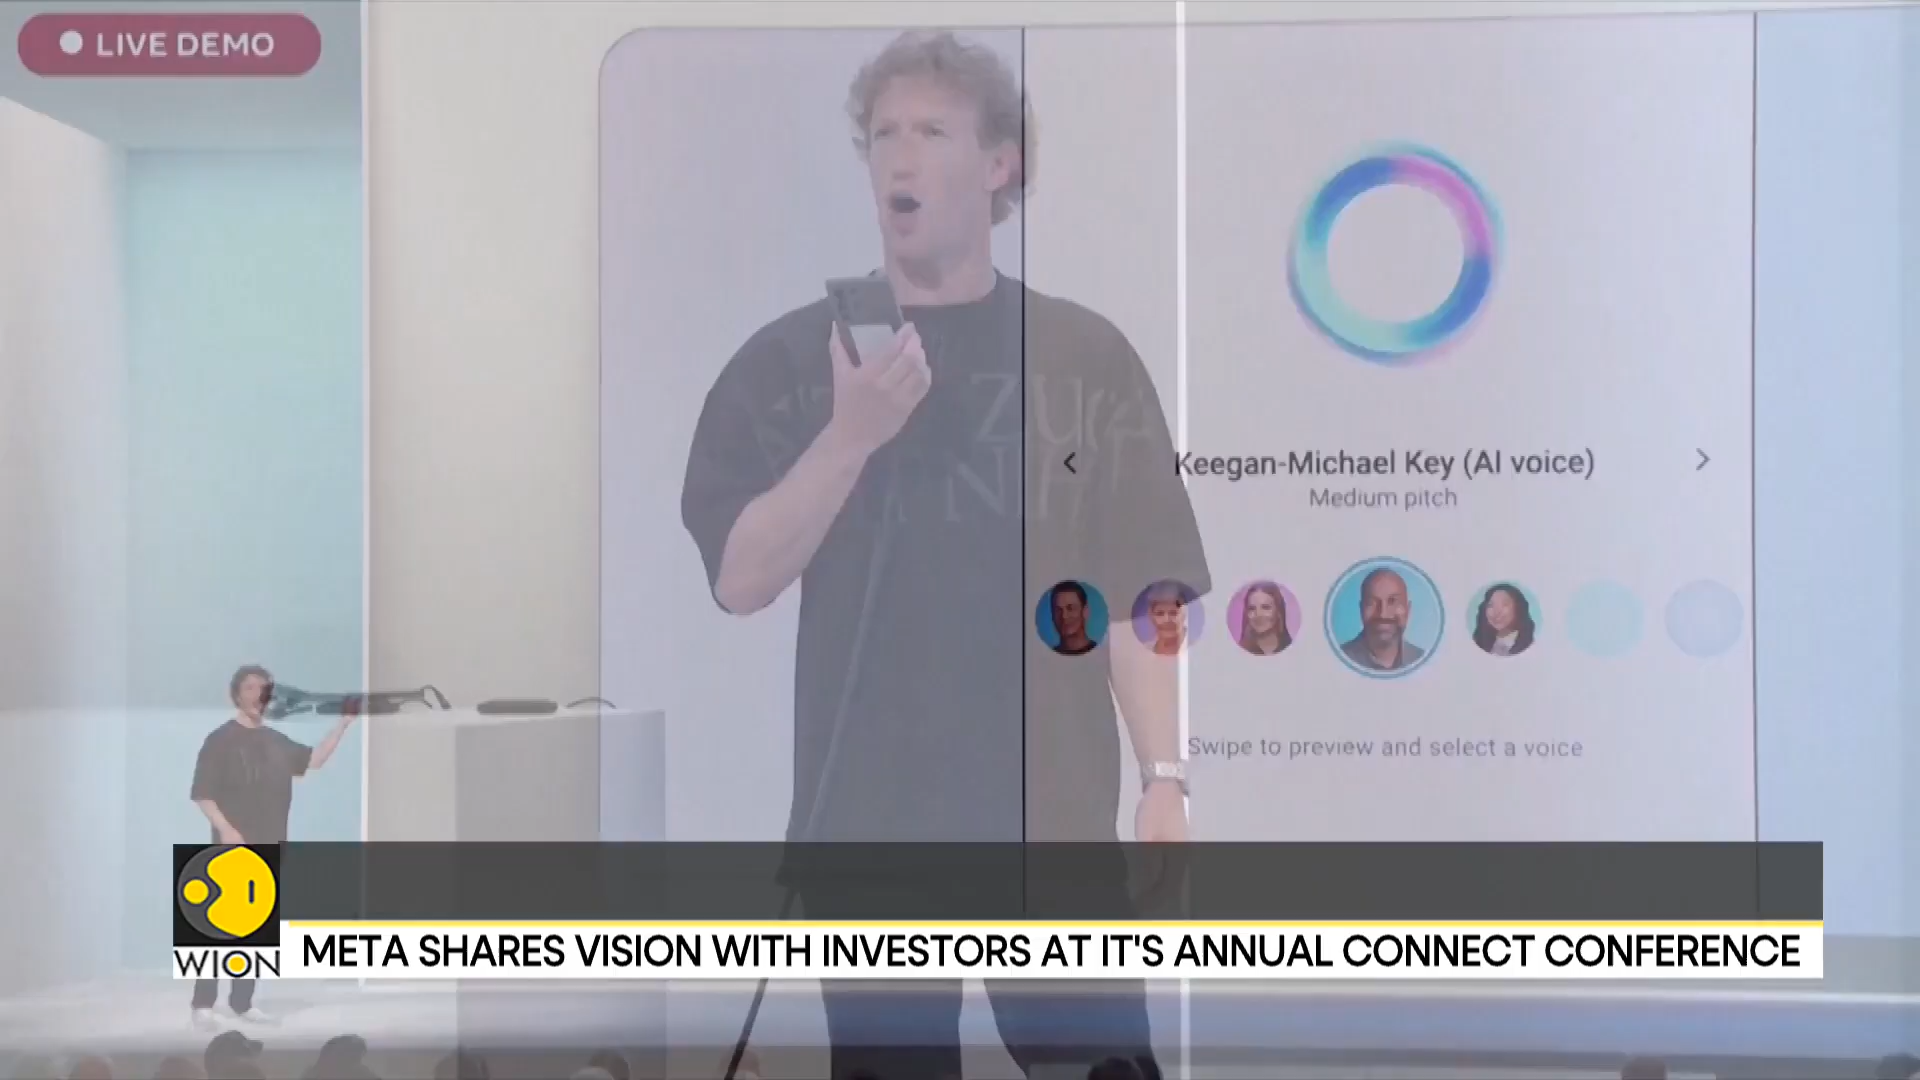 LIVE DEMO
Keegan-Michael Key (AI voice)
Medium pitch
Swipe to preview and select a voice
WION
META SHARES VISION WITH INVESTORS AT IT'S ANNUAL CONNECT CONFERENCE